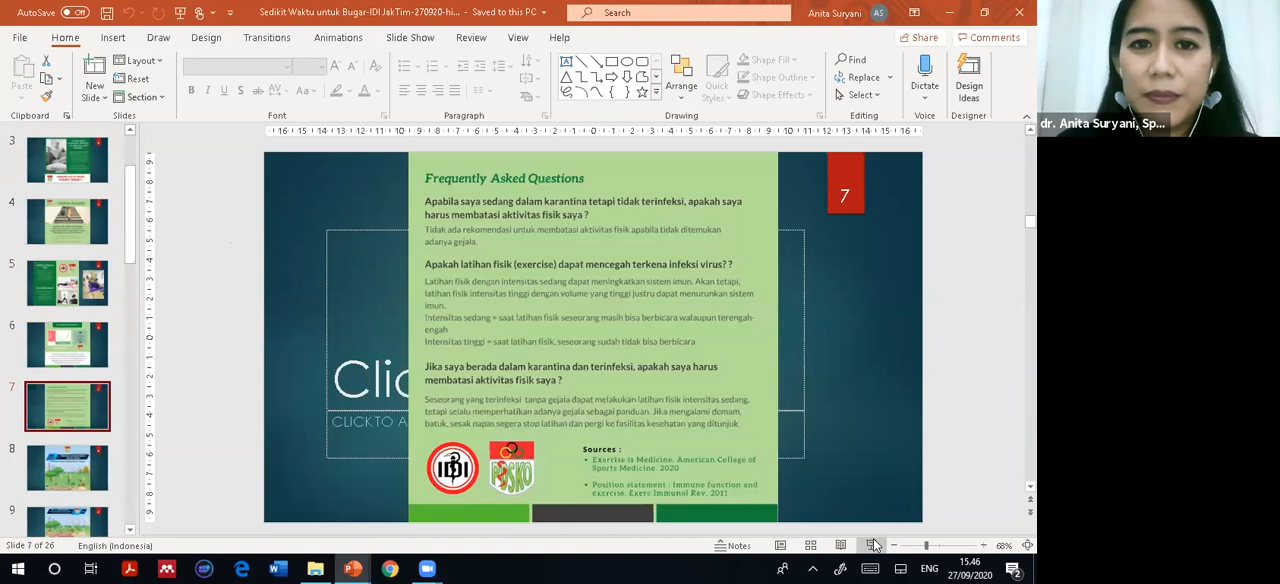 AutoSave Off
Sedikit Waktu untuk Bugar-IDI JakTim-270920-hi... - Saved to this PC
Search
Anita Suryani AS
File Home Insert Draw Design Transitions Animations Slide Show Review View Help
Share Comments
Paste
Clipboard
New
Slide
Layout
Reset
Section
Slides
Font
Paragraph
Arrange
Quick
Styles
Shape Fill
Shape Outline
Shape Effects
Drawing
Find
Replace
Select
Editing
Dictate
Voice
Design
Ideas
Designer
dr. Anita Suryani, Sp...
3
4
5
6
7
8
9
Frequently Asked Questions
7
Apabila saya sedang dalam karantina tetapi tidak terinfeksi, apakah saya
harus membatasi aktivitas fisik saya ?
Tidak ada rekomendasi untuk membatasi aktivitas fisik apabila tidak ditemukan
adanya gejala.
Apakah latihan fisik (exercise) dapat mencegah terkena infeksi virus? ?
Latihan fisik dengan intensitas sedang dapat meningkatkan sistem imun. Akan tetapi,
latihan fisik intensitas tinggi dengan volume yang tinggi justru dapat menurunkan sistem
imun.
Intensitas sedang = saat latihan fisik seseorang masih bisa berbicara walaupun terengah-
engah
Intensitas tinggi = saat latihan fisik, seseorang sudah tidak bisa berbicara
Jika saya berada dalam karantina dan terinfeksi, apakah saya harus
membatasi aktivitas fisik saya ?
Seseorang yang terinfeksi tanpa gejala dapat melakukan latihan fisik intensitas sedang,
tetapi selalu memperhatikan adanya gejala sebagai panduan. Jika mengalami domam,
batuk, sesak napas segera stop latihan dan pergi ke fasilitas kesehatan yang ditunjuk
Clic
CLICK TO A
IDI
Sources :
• Exercise is Medicine. American College of
Sports Medicine. 2020
• Position statement : Immune function and
exercise. Exerc Immunol Rev. 2011
Slide 7 of 26 English (Indonesia)
Notes
68%
ENG
15.46
27/09/2020
2